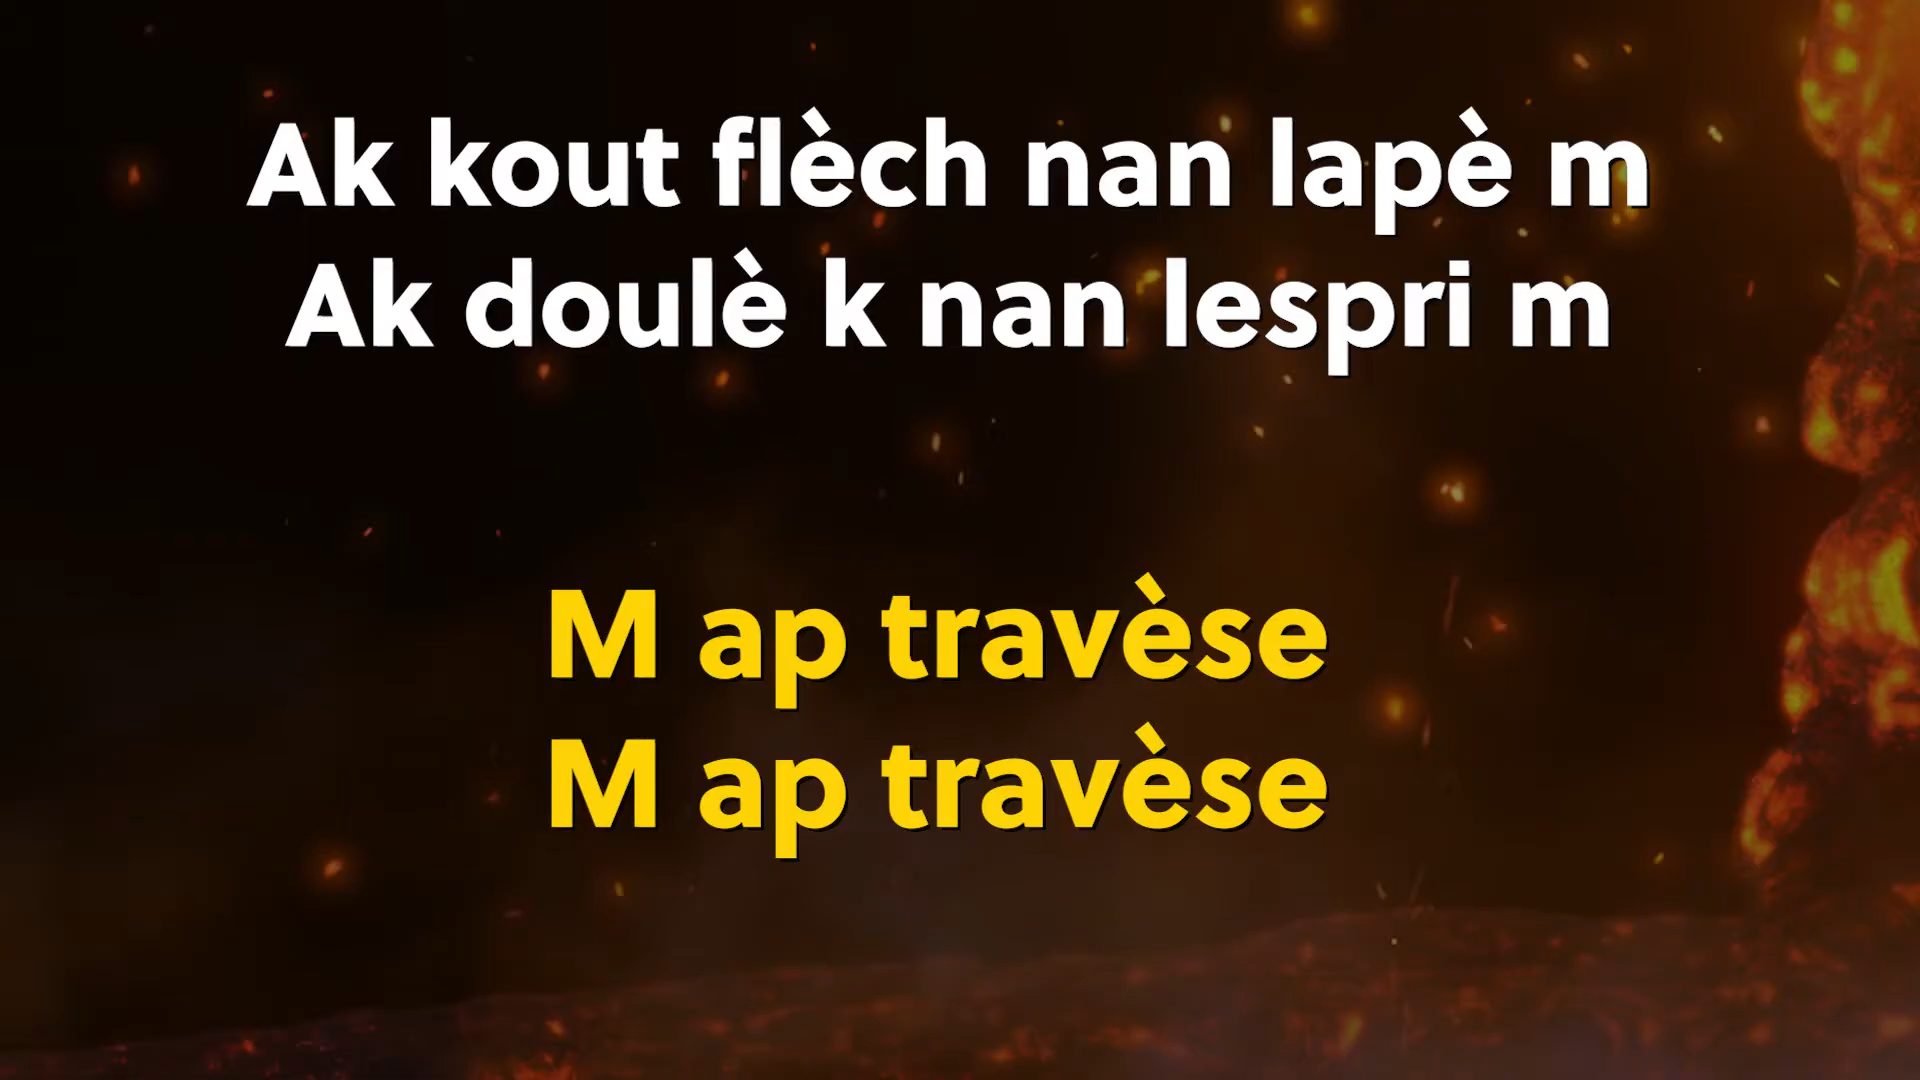 Ak kout flèch nan lapè m
Ak doulè k nan lespri m
M ap travèse
M ap travèse